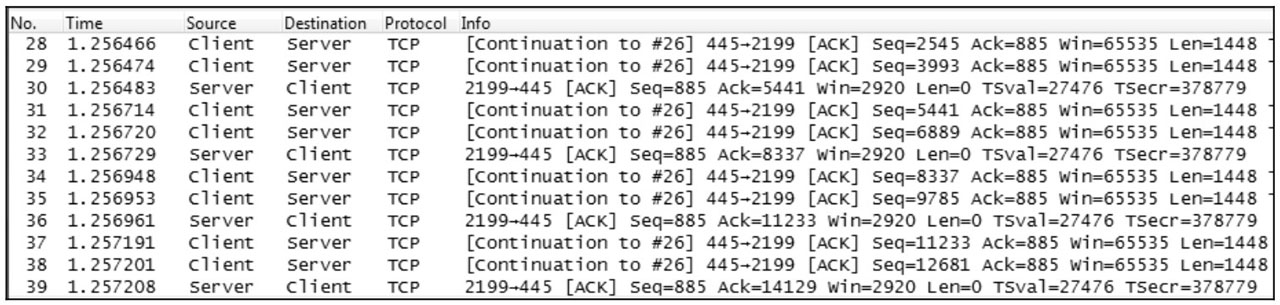 No. Time Source Destination Protocol Info
28 1.256466 Client Server TCP [Continuation to #26] 445→2199 [ACK] Seq=2545 Ack=885 Win=65535 Len=1448
29 1.256474 Client Server TCP [Continuation to #26] 445→2199 [ACK] Seq=3993 Ack=885 Win=65535 Len=1448
30 1.256483 Server Client TCP 2199→445 [ACK] Seq=885 Ack=5441 Win=2920 Len=0 TSval=27476 TSecr=378779
31 1.256714 Client Server TCP [Continuation to #26] 445→2199 [ACK] Seq=5441 Ack=885 Win=65535 Len=1448
32 1.256720 Client Server TCP [Continuation to #26] 445→2199 [ACK] Seq=6889 Ack=885 Win=65535 Len=1448
33 1.256729 Server Client TCP 2199→445 [ACK] Seq=885 Ack=8337 Win=2920 Len=0 TSval=27476 TSecr=378779
34 1.256948 Client Server TCP [Continuation to #26] 445→2199 [ACK] Seq=8337 Ack=885 Win=65535 Len=1448
35 1.256953 Client Server TCP [Continuation to #26] 445→2199 [ACK] Seq=9785 Ack=885 Win=65535 Len=1448
36 1.256961 Server Client TCP 2199→445 [ACK] Seq=885 Ack=11233 Win=2920 Len=0 TSval=27476 TSecr=378779
37 1.257191 Client Server TCP [Continuation to #26] 445→2199 [ACK] Seq=11233 Ack=885 Win=65535 Len=1448
38 1.257201 Client Server TCP [Continuation to #26] 445→2199 [ACK] Seq=12681 Ack=885 Win=65535 Len=1448
39 1.257208 Server Client TCP 2199→445 [ACK] Seq=885 Ack=14129 Win=2920 Len=0 TSval=27476 TSecr=378779